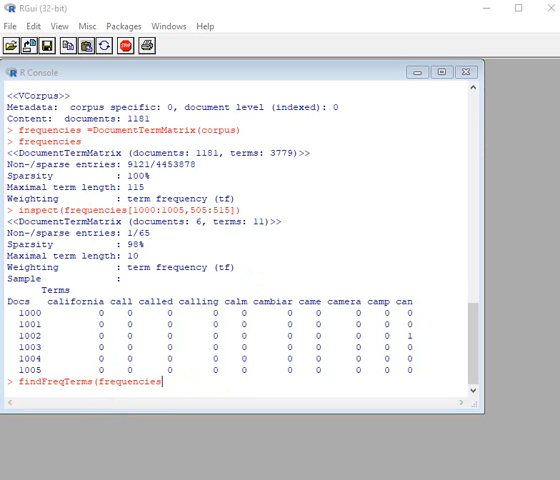 RGui (32-bit)
File Edit View Misc Packages Windows Help
STOP
R Console
<<VCorpus>>
Metadata:  corpus specific: 0, document level (indexed): 0
Content:  documents: 1181
> frequencies =DocumentTermMatrix(corpus)
> frequencies
<<DocumentTermMatrix (documents: 1181, terms: 3779)>>
Non-/sparse entries: 9121/4453878
Sparsity           : 100%
Maximal term length: 115
Weighting          : term frequency (tf)
> inspect(frequencies[1000:1005,505:515])
<<DocumentTermMatrix (documents: 6, terms: 11)>>
Non-/sparse entries: 1/65
Sparsity           : 98%
Maximal term length: 10
Weighting          : term frequency (tf)
Sample             :
      Terms
Docs   california call called calling calm cambiar came camera camp can
  1000          0    0      0       0    0       0    0      0    0   0
  1001          0    0      0       0    0       0    0      0    0   0
  1002          0    0      0       0    0       0    0      0    0   1
  1003          0    0      0       0    0       0    0      0    0   0
  1004          0    0      0       0    0       0    0      0    0   0
  1005          0    0      0       0    0       0    0      0    0   0
> findFreqTerms(frequencies